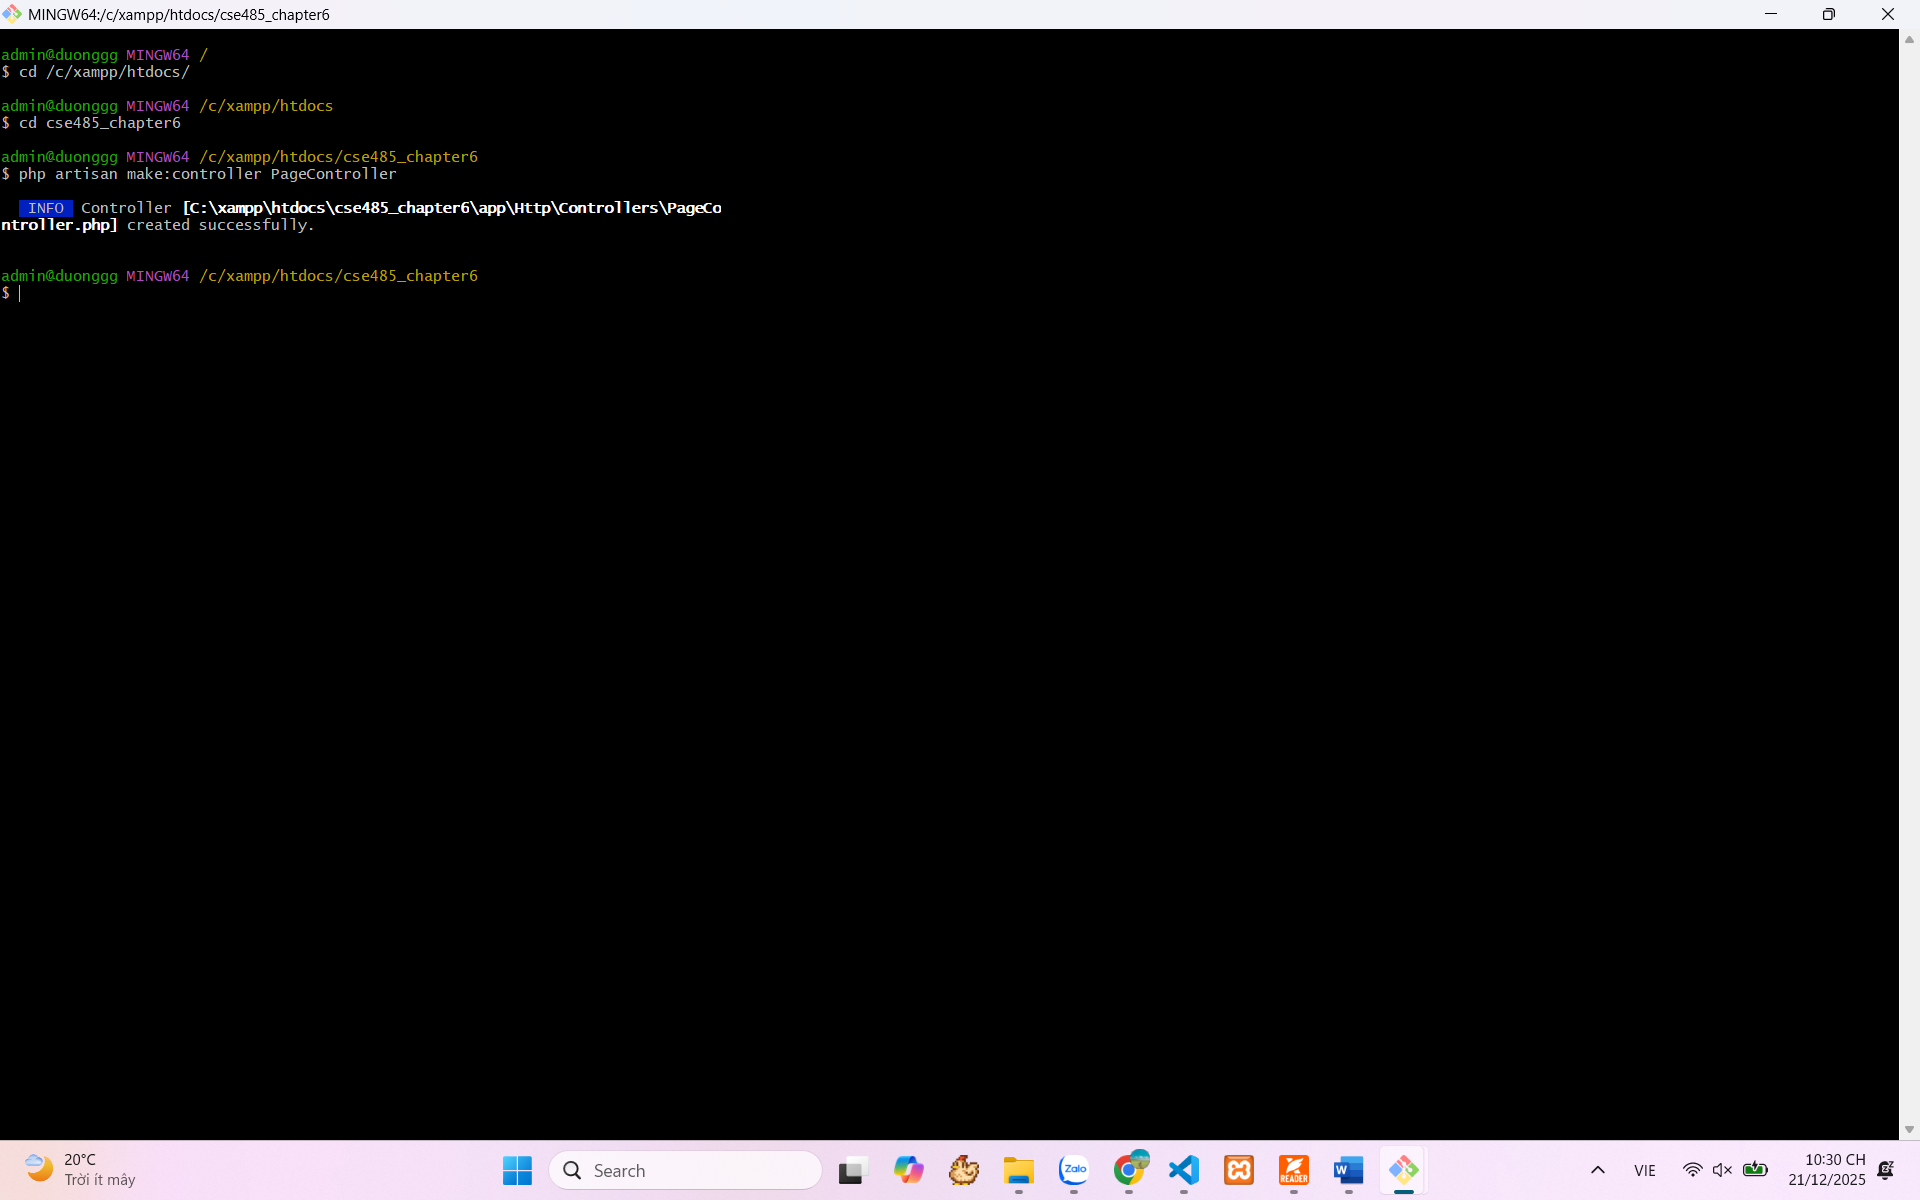 MINGW64:/c/xampp/htdocs/cse485_chapter6
admin@duonggg MINGW64 /
$ cd /c/xampp/htdocs/
admin@duonggg MINGW64 /c/xampp/htdocs
$ cd cse485_chapter6
admin@duonggg MINGW64 /c/xampp/htdocs/cse485_chapter6
$ php artisan make:controller PageController
INFO Controller [C:\xampp\htdocs\cse485_chapter6\app\Http\Controllers\PageCo
ntroller.php] created successfully.
admin@duonggg MINGW64 /c/xampp/htdocs/cse485_chapter6
$
20°C
Trời ít mây
Search
Zalo
READER
W
VIE
10:30 CH
21/12/2025